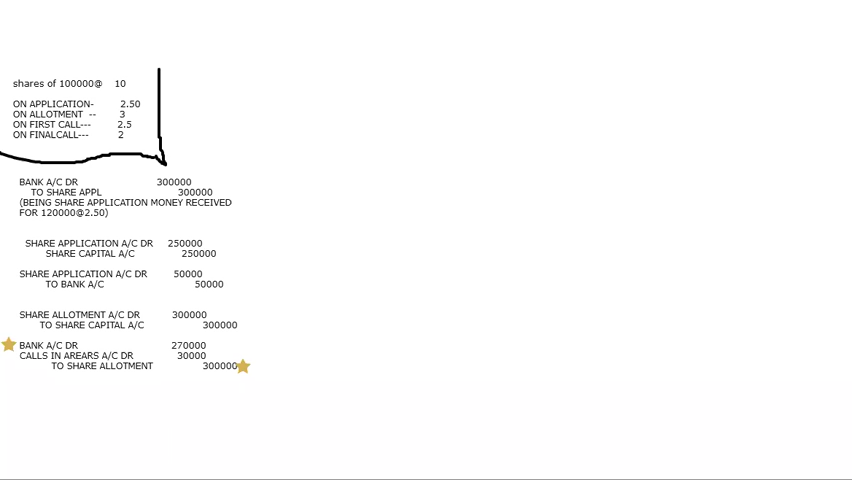 shares of 100000@ 10
ON APPLICATION- 2.50
ON ALLOTMENT -- 3
ON FIRST CALL--- 2.5
ON FINALCALL--- 2
BANK A/C DR 300000
TO SHARE APPL 300000
(BEING SHARE APPLICATION MONEY RECEIVED
FOR 120000@2.50)
SHARE APPLICATION A/C DR 250000
SHARE CAPITAL A/C 250000
SHARE APPLICATION A/C DR 50000
TO BANK A/C 50000
SHARE ALLOTMENT A/C DR 300000
TO SHARE CAPITAL A/C 300000
BANK A/C DR 270000
CALLS IN AREARS A/C DR 30000
TO SHARE ALLOTMENT 300000